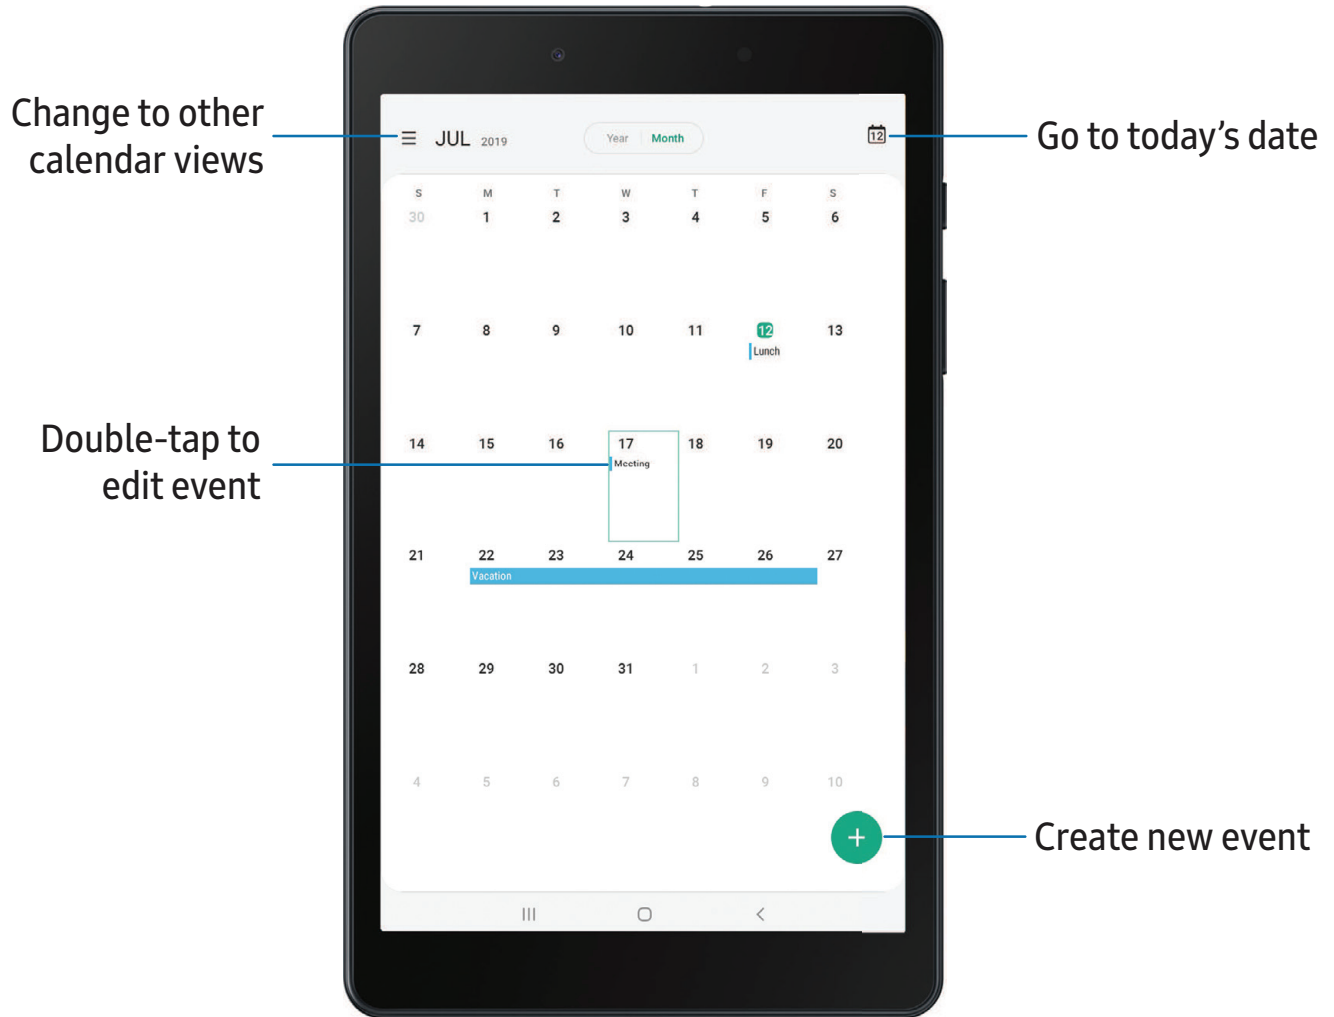 Change to other
calendar views
JUL 2019
Year Month
12
Go to today's date
S M T W T F S
30 1 2 3 4 5 6
7 8 9 10 11 12 13
Lunch
Double-tap to
edit event
14 15 16 17 18 19 20
Meeting
21 22 23 24 25 26 27
Vacation
28 29 30 31 1 2 3
4 5 6 7 8 9 10
+
Create new event